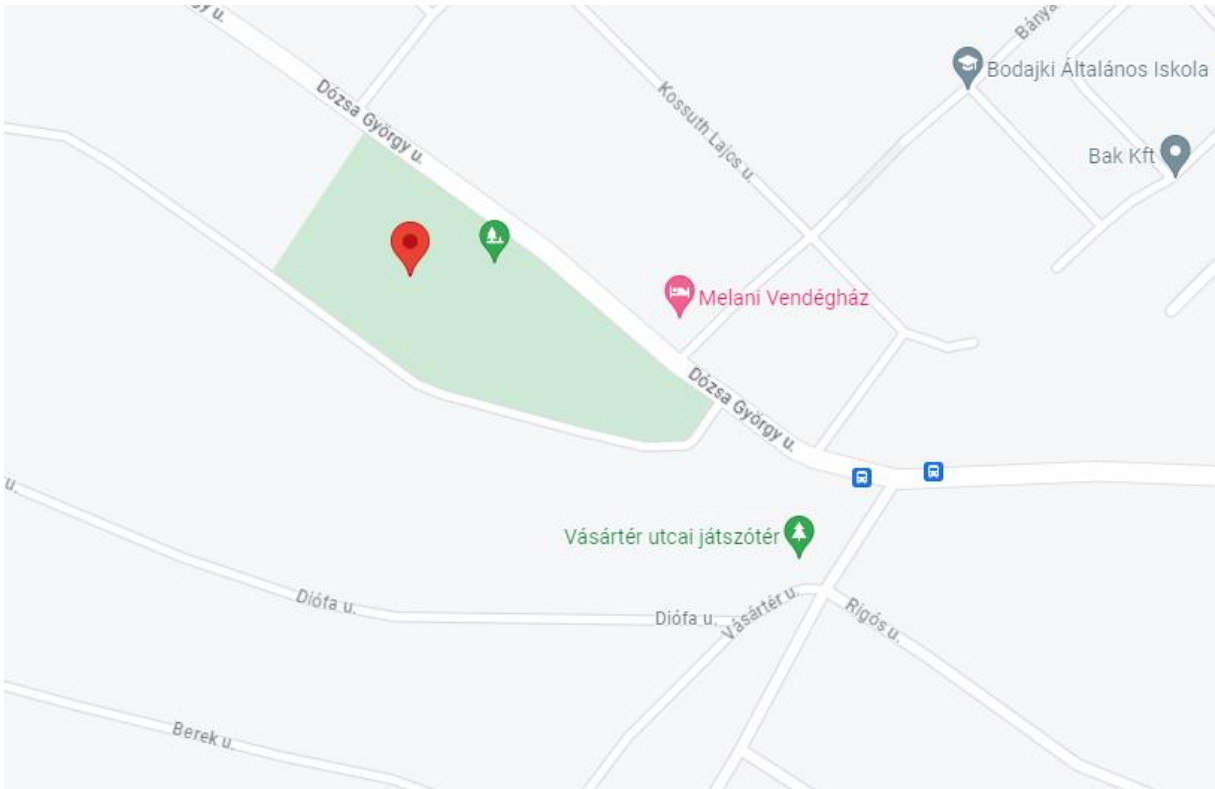 Dózsa György u.
Kossuth Lajos u.
Bodajki Általános Iskola
Bak Kft
Melani Vendégház
Dózsa György u.
Vásártér utcai játszótér
u.
Diófa u.
Diófa u.
Vásártér u.
Rigós u.
Berek u.